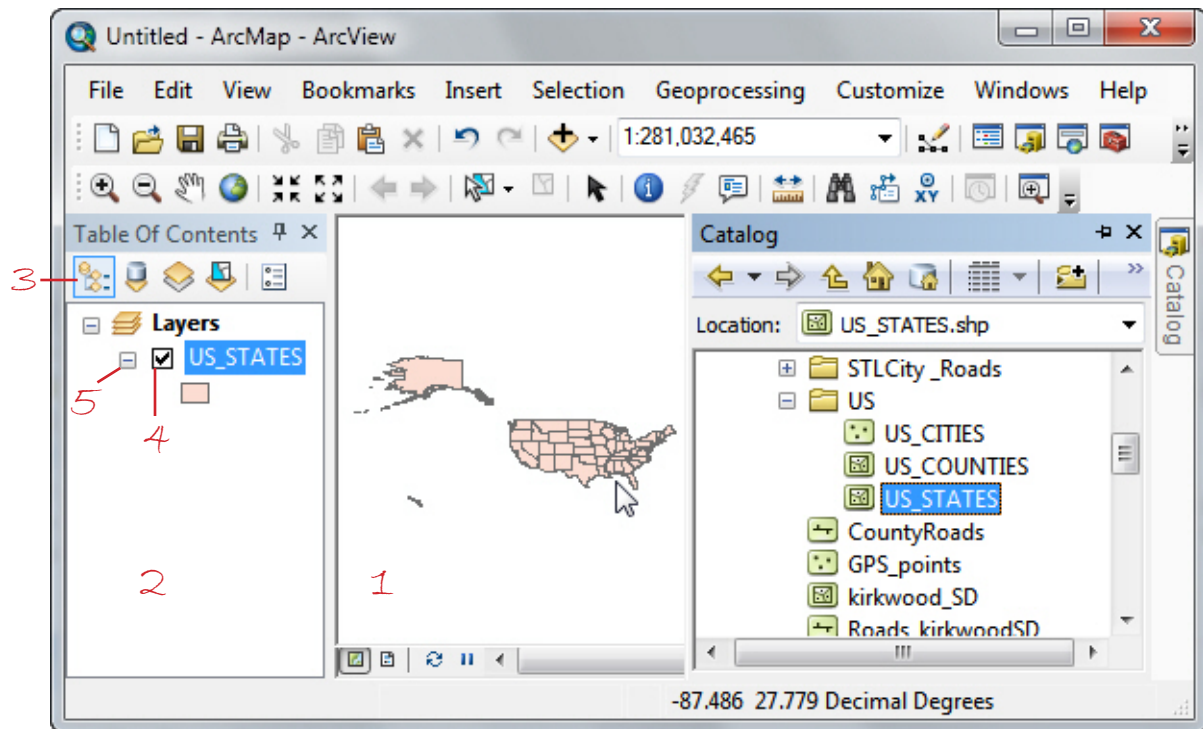 Untitled - ArcMap - ArcView
File Edit View Bookmarks Insert Selection Geoprocessing Customize Windows Help
1:281,032,465
XY
Table Of Contents
Catalog
Catalog
3
Layers
Location: US_STATES.shp
US_STATES
5
4
STLCity _Roads
US
US_CITIES
US_COUNTIES
US_STATES
CountyRoads
GPS_points
kirkwood_SD
Roads_kirkwoodSD
2
1
-87.486 27.779 Decimal Degrees